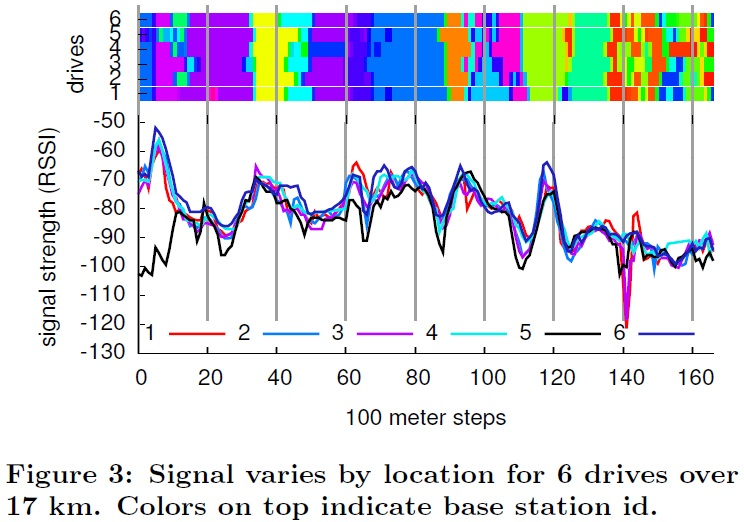 drives
6
5
4
3
2
1
signal strength (RSSI)
-50
-60
-70
-80
-90
-100
-110
-120
-130
1 2 3 4 5 6
0 20 40 60 80 100 120 140 160
100 meter steps
Figure 3: Signal varies by location for 6 drives over
17 km. Colors on top indicate base station id.